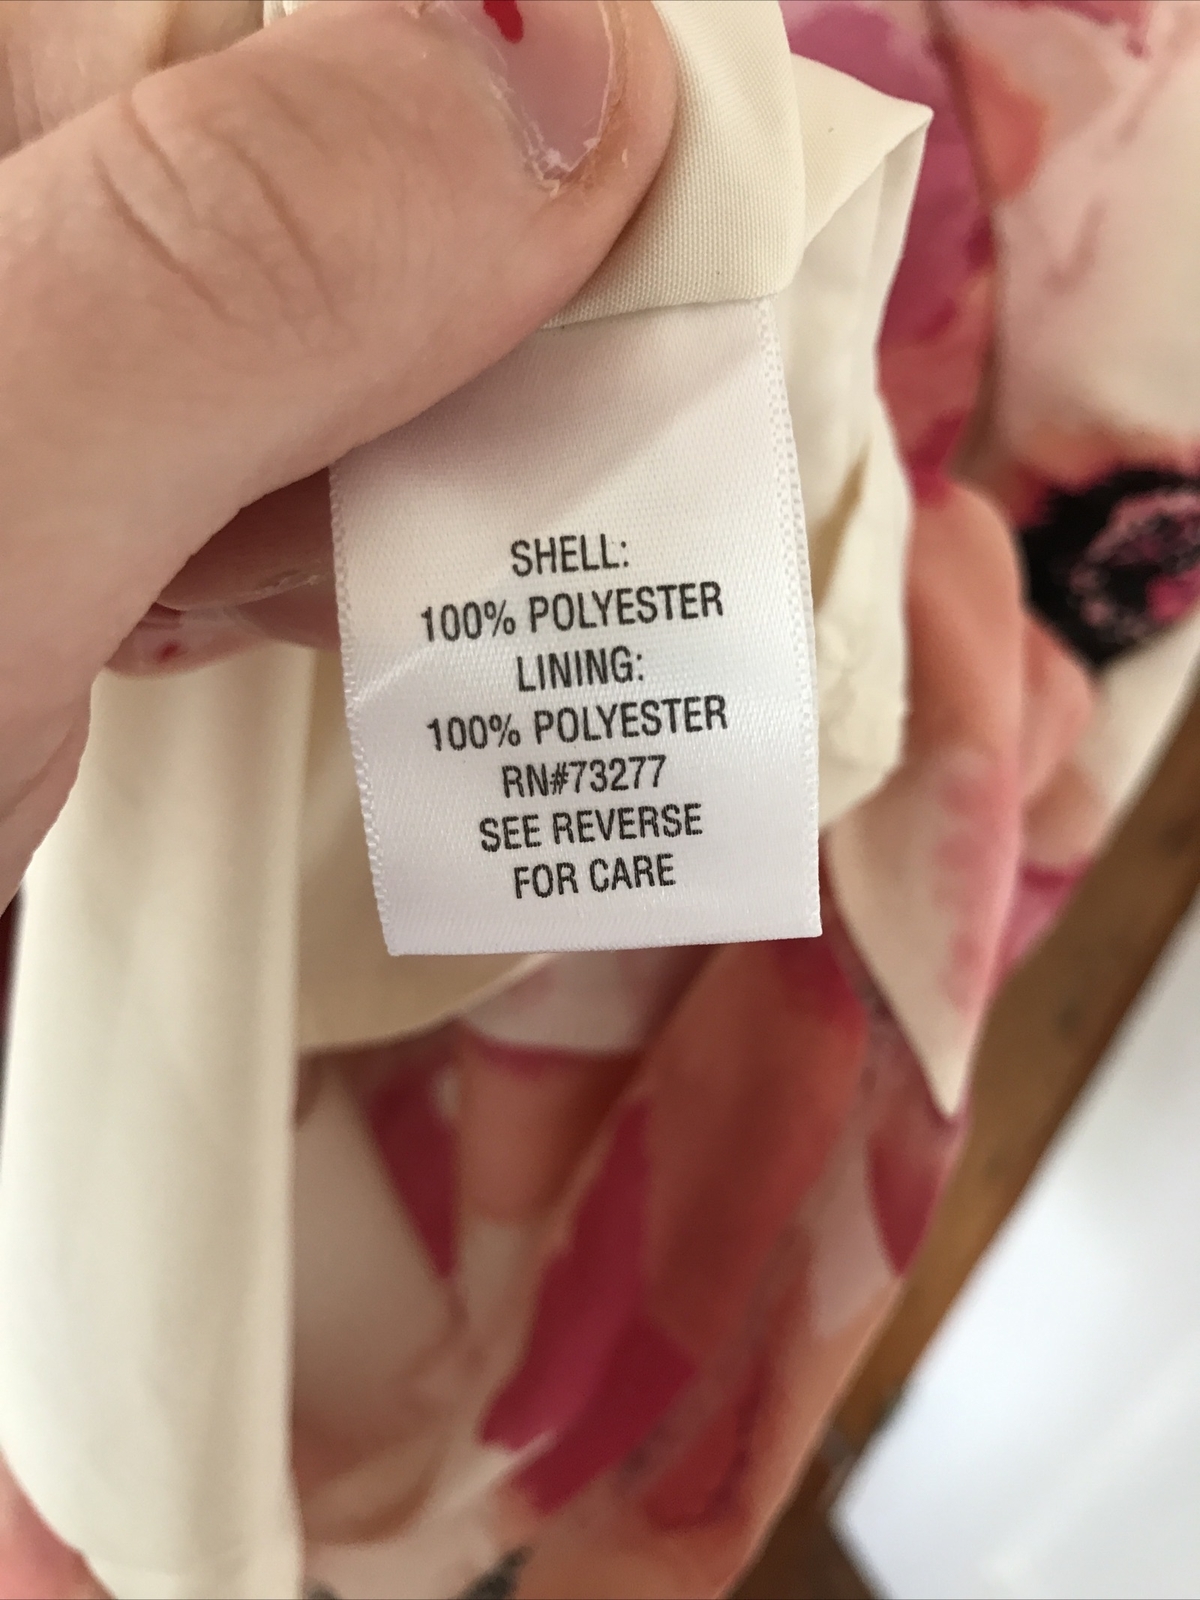 SHELL:
100% POLYESTER
LINING:
100% POLYESTER
RN#73277
SEE REVERSE
FOR CARE